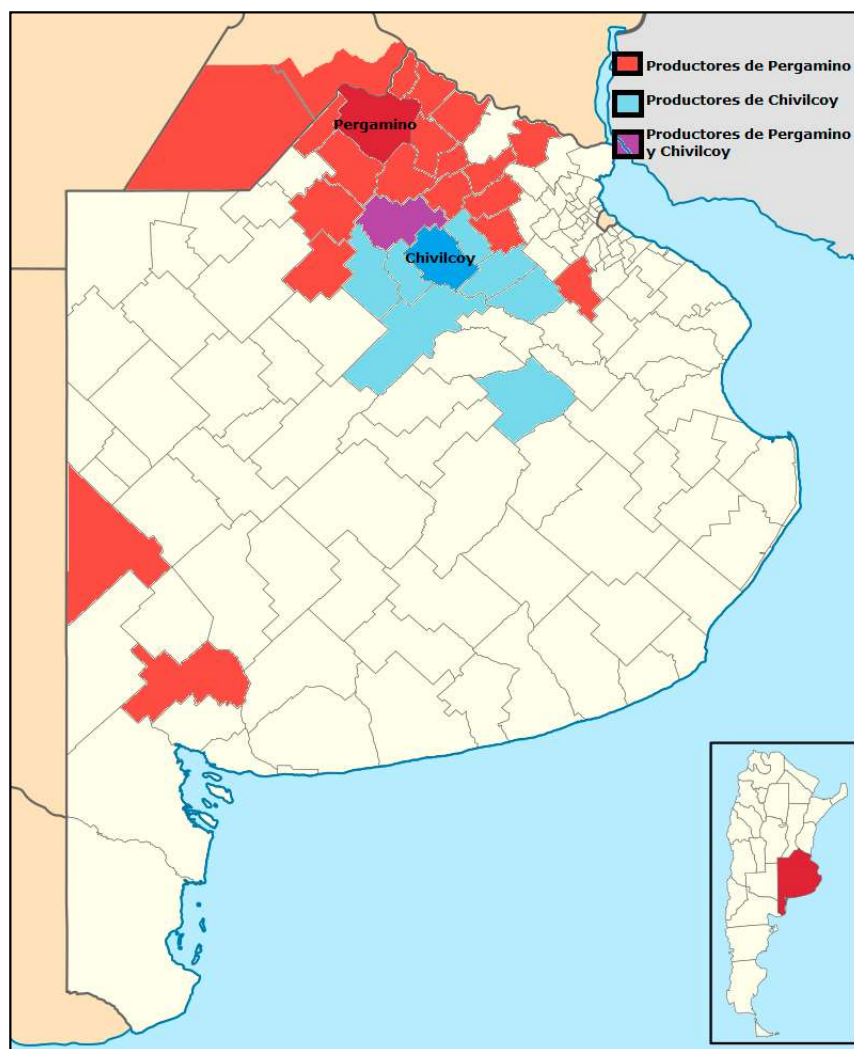 Productores de Pergamino
Productores de Chivilcoy
Productores de Pergamino
y Chivilcoy
Pergamino
Chivilcoy